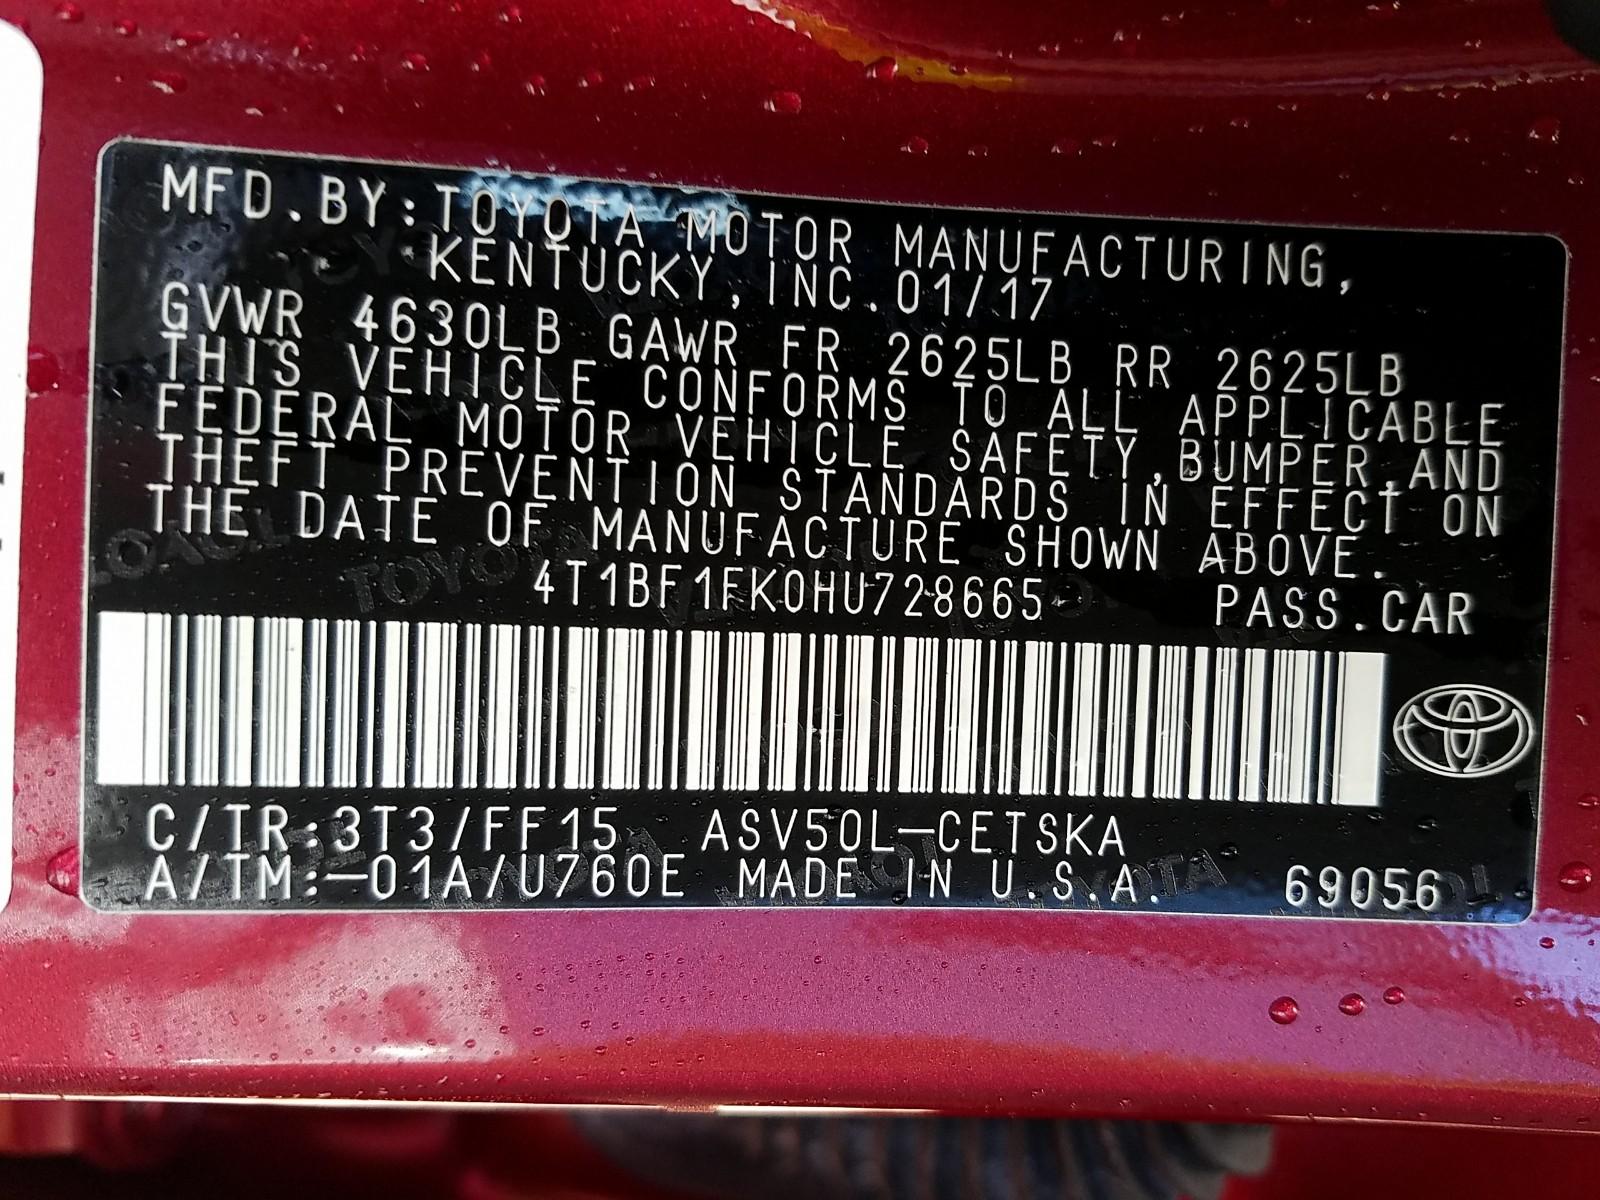 MFD.BY:TOYOTA MOTOR MANUFACTURING,
KENTUCKY, INC. 01/17
GVWR 4630LB GAWR FR 2625LB RR 2625LB
THIS VEHICLE CONFORMS TO ALL APPLICABLE
FEDERAL MOTOR VEHICLE SAFETY,BUMPER,AND
THEFT PREVENTION STANDARDS IN EFFECT ON
THE DATE OF MANUFACTURE SHOWN ABOVE.
4T1BF1FK0HU728665 PASS.CAR
C/TR:3T3/FF15 ASV50L-CETSKA
A/TM:-01A/U760E MADE IN U.S.A. 69056